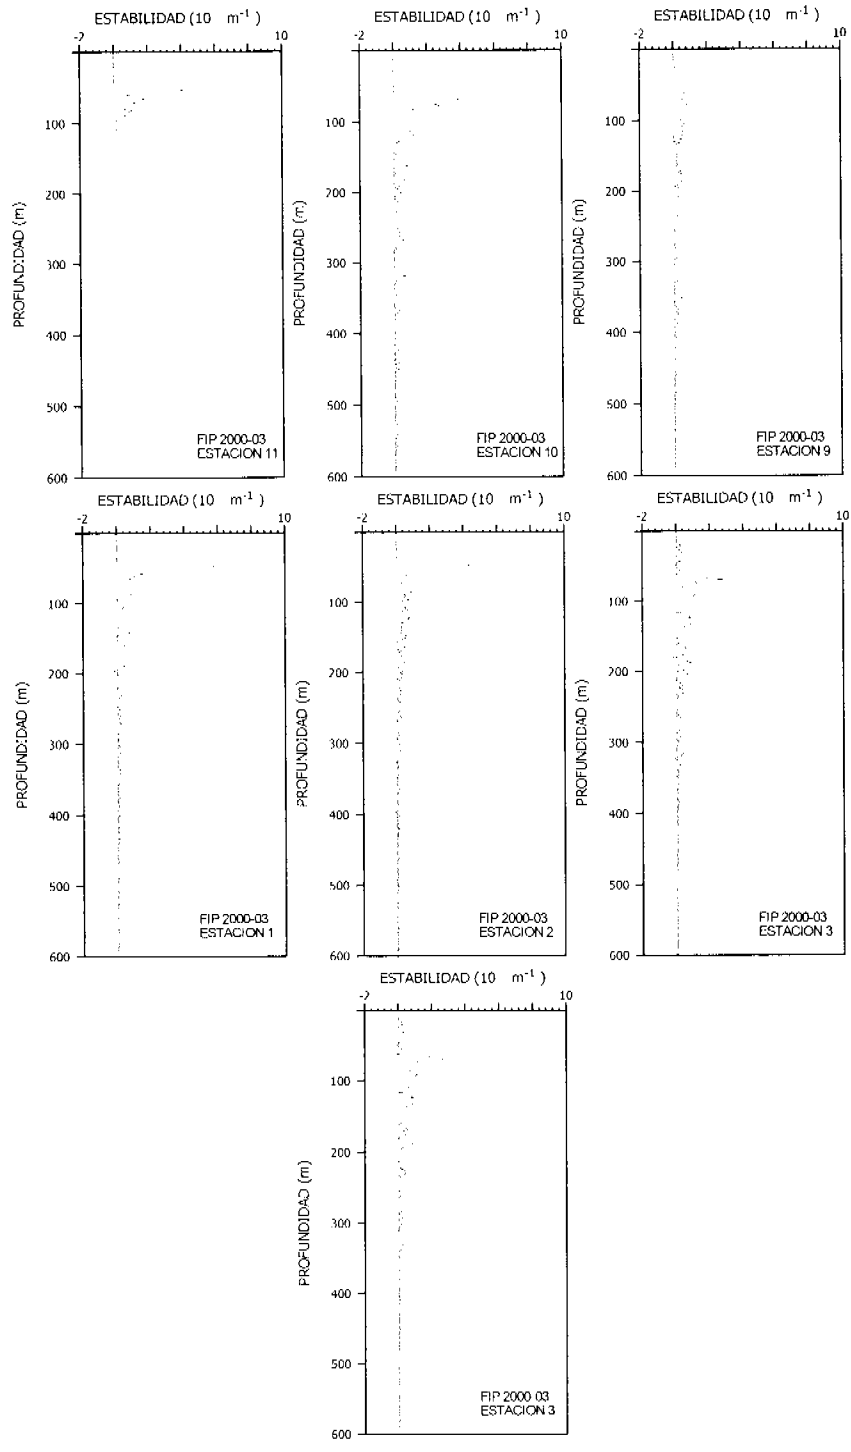 ESTABILIDAD (10 m⁻¹)
-2 10
100
200
300
400
500
600
PROFUNDIDAD (m)
FIP 2000-03
ESTACION 11
ESTABILIDAD (10 m⁻¹)
-2 10
100
200
300
400
500
600
PROFUNDIDAD (m)
FIP 2000-03
ESTACION 10
ESTABILIDAD (10 m⁻¹)
-2 10
100
200
300
400
500
600
PROFUNDIDAD (m)
FIP 2000-03
ESTACION 9
ESTABILIDAD (10 m⁻¹)
-2 10
100
200
300
400
500
600
PROFUNDIDAD (m)
FIP 2000-03
ESTACION 1
ESTABILIDAD (10 m⁻¹)
-2 10
100
200
300
400
500
600
PROFUNDIDAD (m)
FIP 2000-03
ESTACION 2
ESTABILIDAD (10 m⁻¹)
-2 10
100
200
300
400
500
600
PROFUNDIDAD (m)
FIP 2000-03
ESTACION 3
ESTABILIDAD (10 m⁻¹)
-2 10
100
200
300
400
500
600
PROFUNDIDAD (m)
FIP 2000-03
ESTACION 3